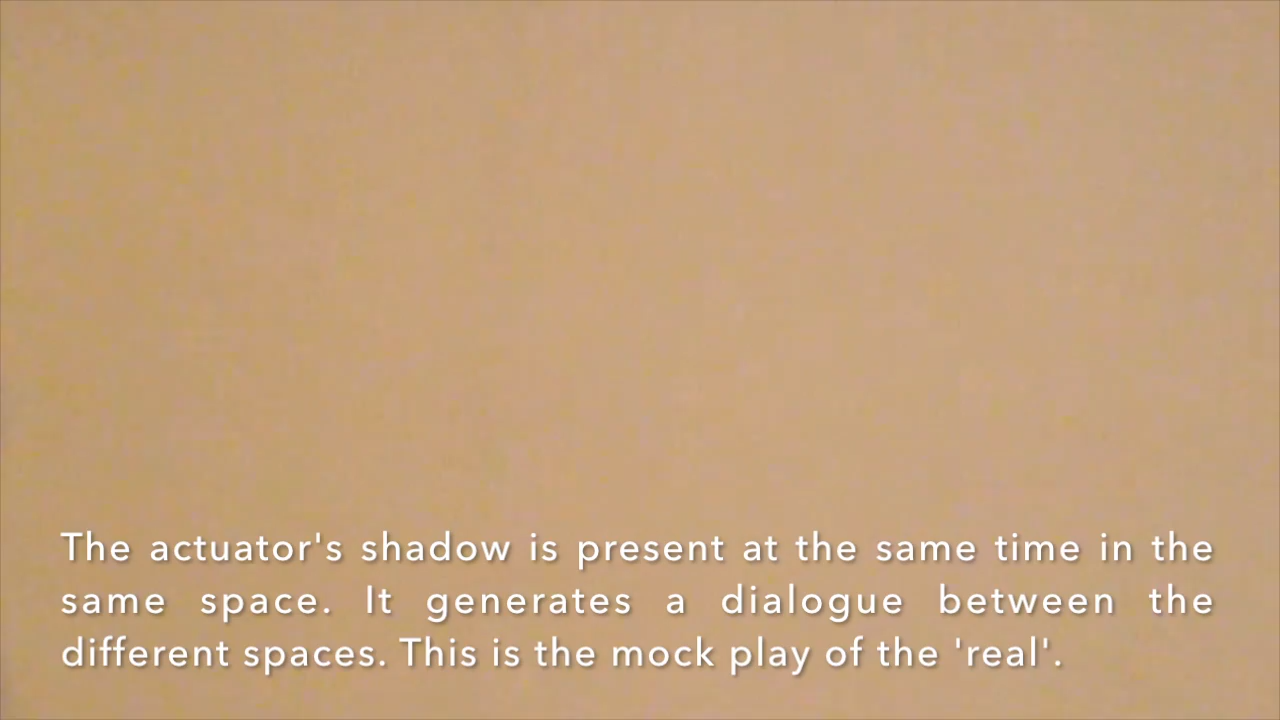 The actuator's shadow is present at the same time in the
same space. It generates a dialogue between the
different spaces. This is the mock play of the 'real'.